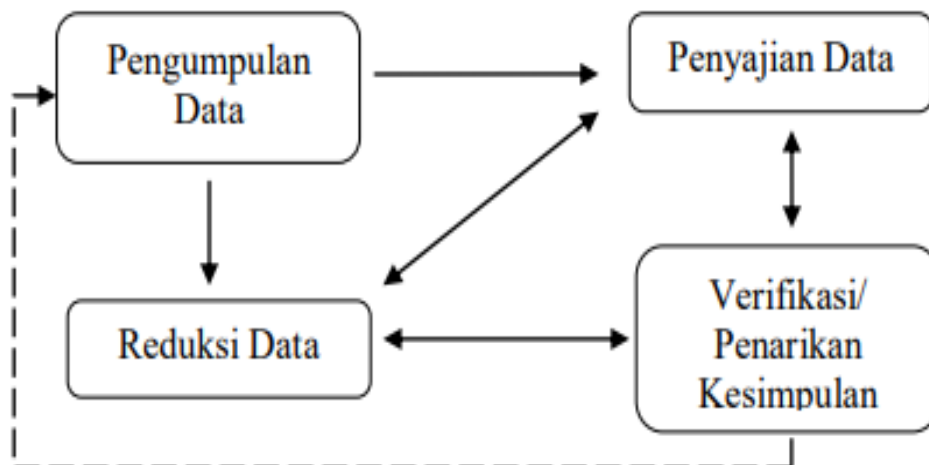 Pengumpulan
Data
Penyajian Data
Reduksi Data
Verifikasi/
Penarikan
Kesimpulan